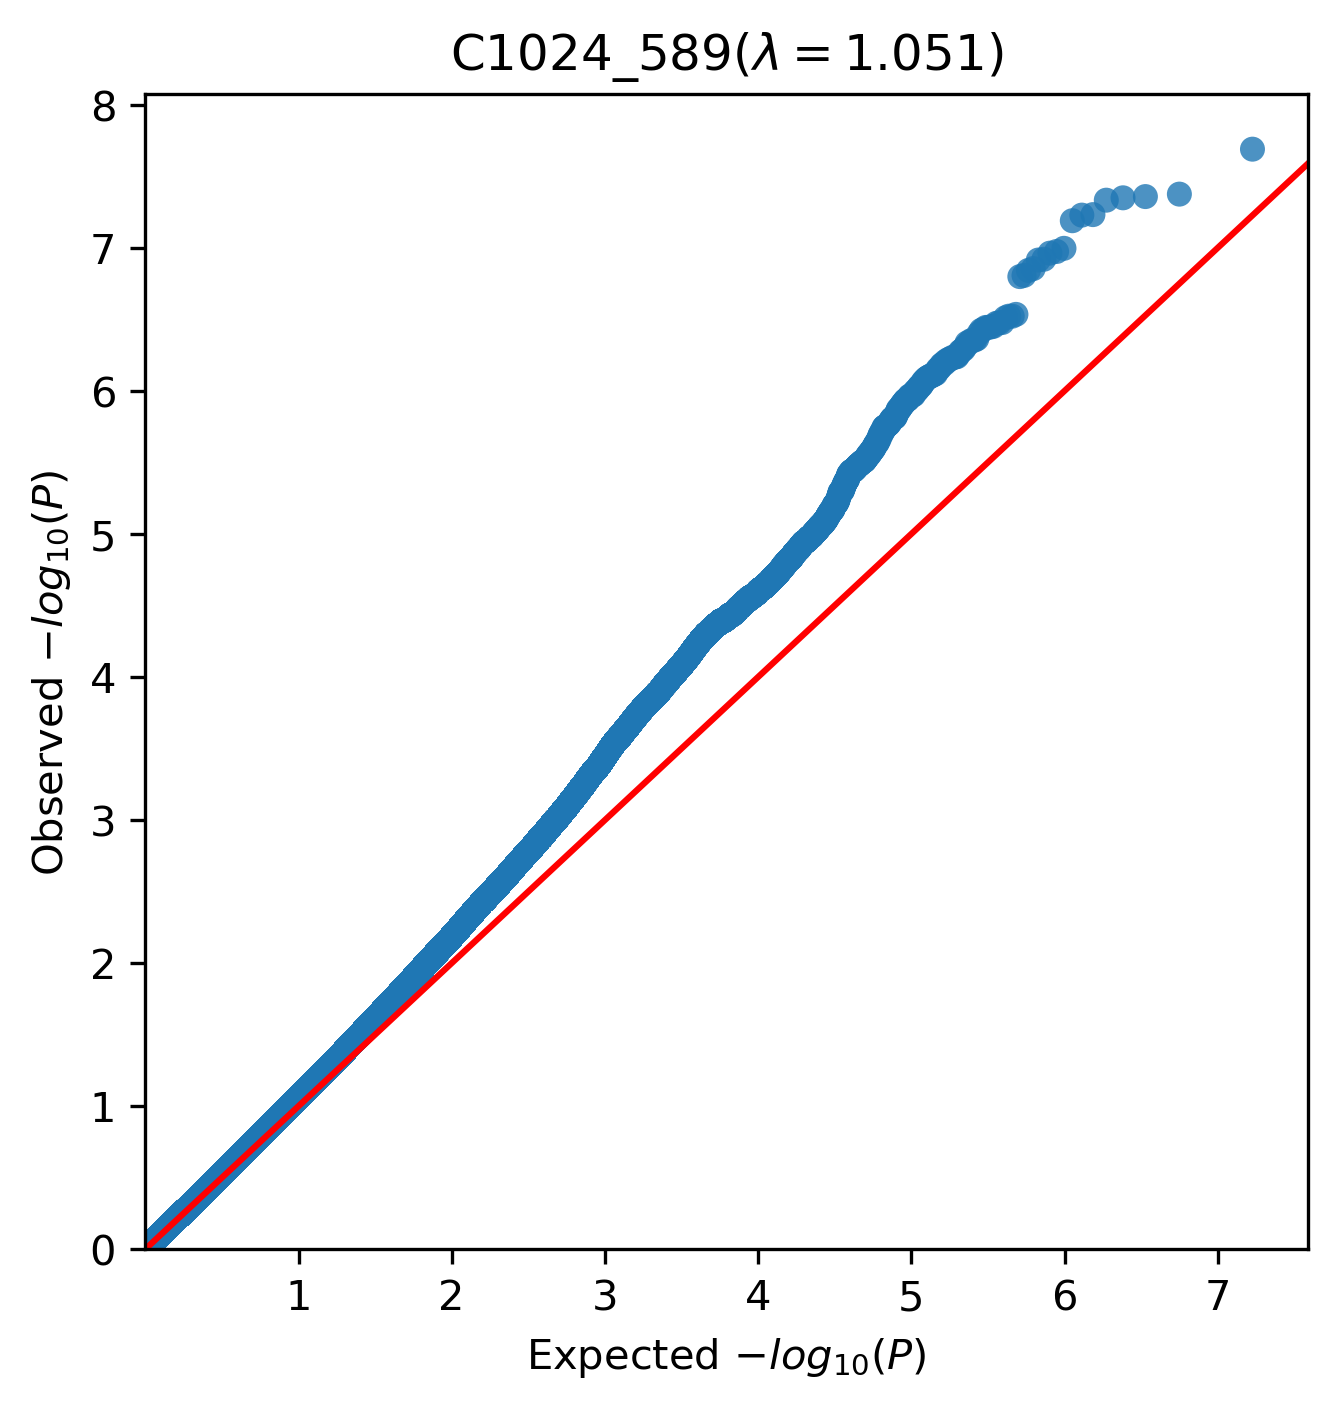 C1024_589(λ = 1.051)
8
7
6
5
4
3
2
1
0
Observed −log₁₀(P)
1 2 3 4 5 6 7
Expected −log₁₀(P)